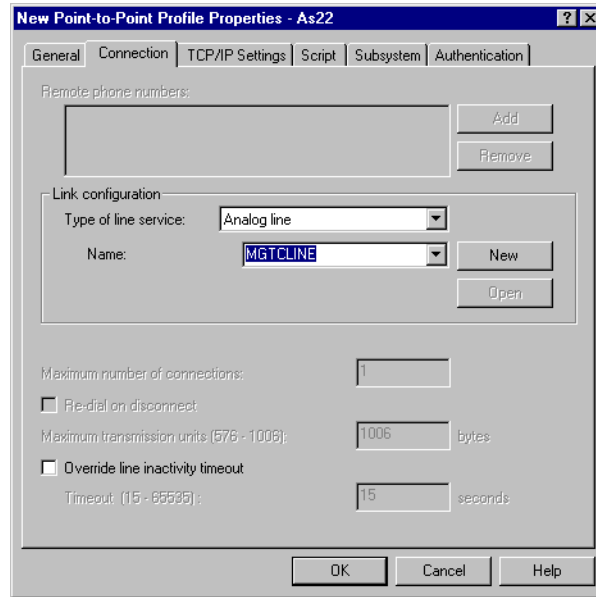 New Point-to-Point Profile Properties - As22
General Connection TCP/IP Settings Script Subsystem Authentication
Remote phone numbers:
Add
Remove
Link configuration
Type of line service: Analog line
Name: MGTCLINE New
Open
Maximum number of connections: 1
Re-dial on disconnect
Maximum transmission units (576 - 1006): 1006 bytes
Override line inactivity timeout
Timeout (15 - 65535) : 15 seconds
OK Cancel Help